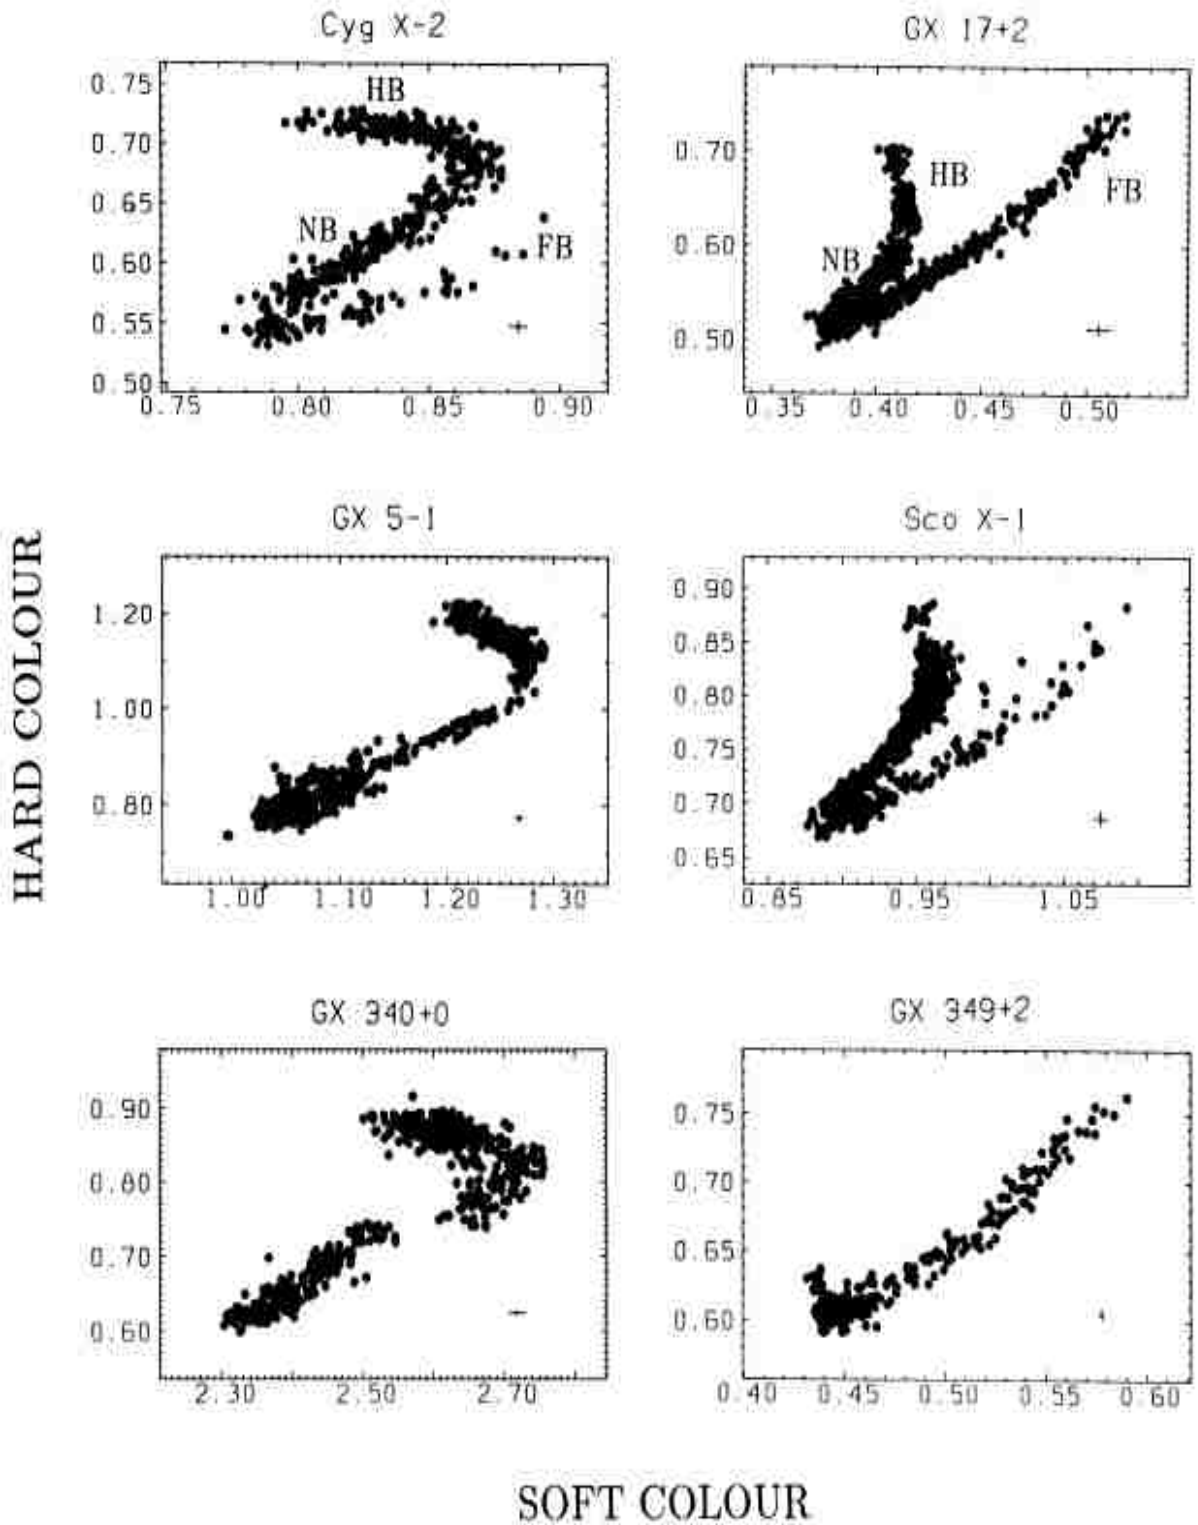 Cyg X-2
HB
NB
FB
0.75
0.70
0.65
0.60
0.55
0.50
0.75 0.80 0.85 0.90
GX 17+2
HB
FB
NB
0.70
0.60
0.50
0.35 0.40 0.45 0.50
HARD COLOUR
GX 5-1
1.20
1.00
0.80
1.00 1.10 1.20 1.30
Sco X-1
0.90
0.85
0.80
0.75
0.70
0.65
0.85 0.95 1.05
GX 340+0
0.90
0.80
0.70
0.60
2.30 2.50 2.70
GX 349+2
0.75
0.70
0.65
0.60
0.40 0.45 0.50 0.55 0.60
SOFT COLOUR